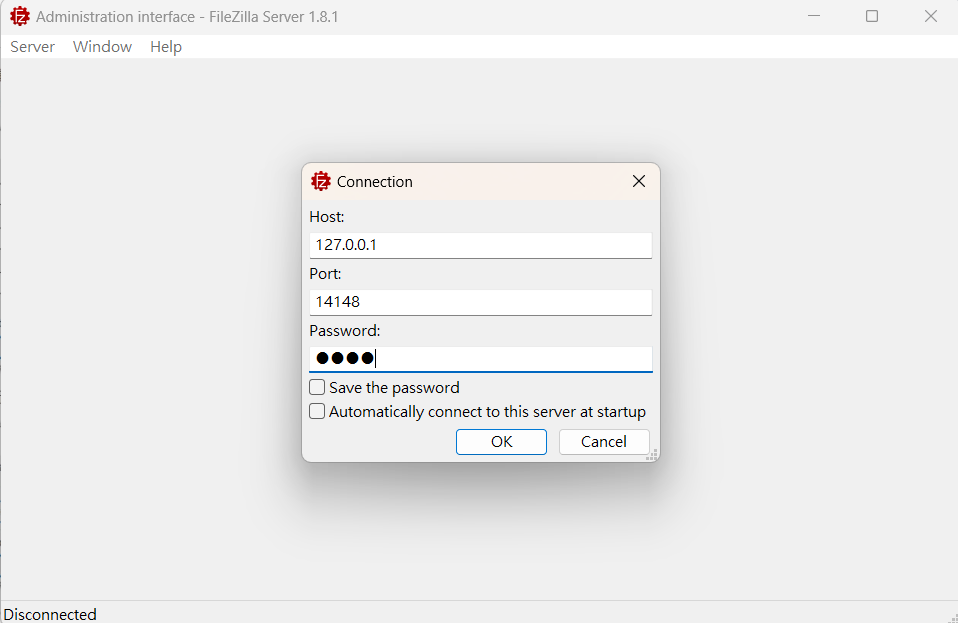 Administration interface - FileZilla Server 1.8.1
Server Window Help
Connection
Host:
127.0.0.1
Port:
14148
Password:
●●●●
Save the password
Automatically connect to this server at startup
OK Cancel
Disconnected